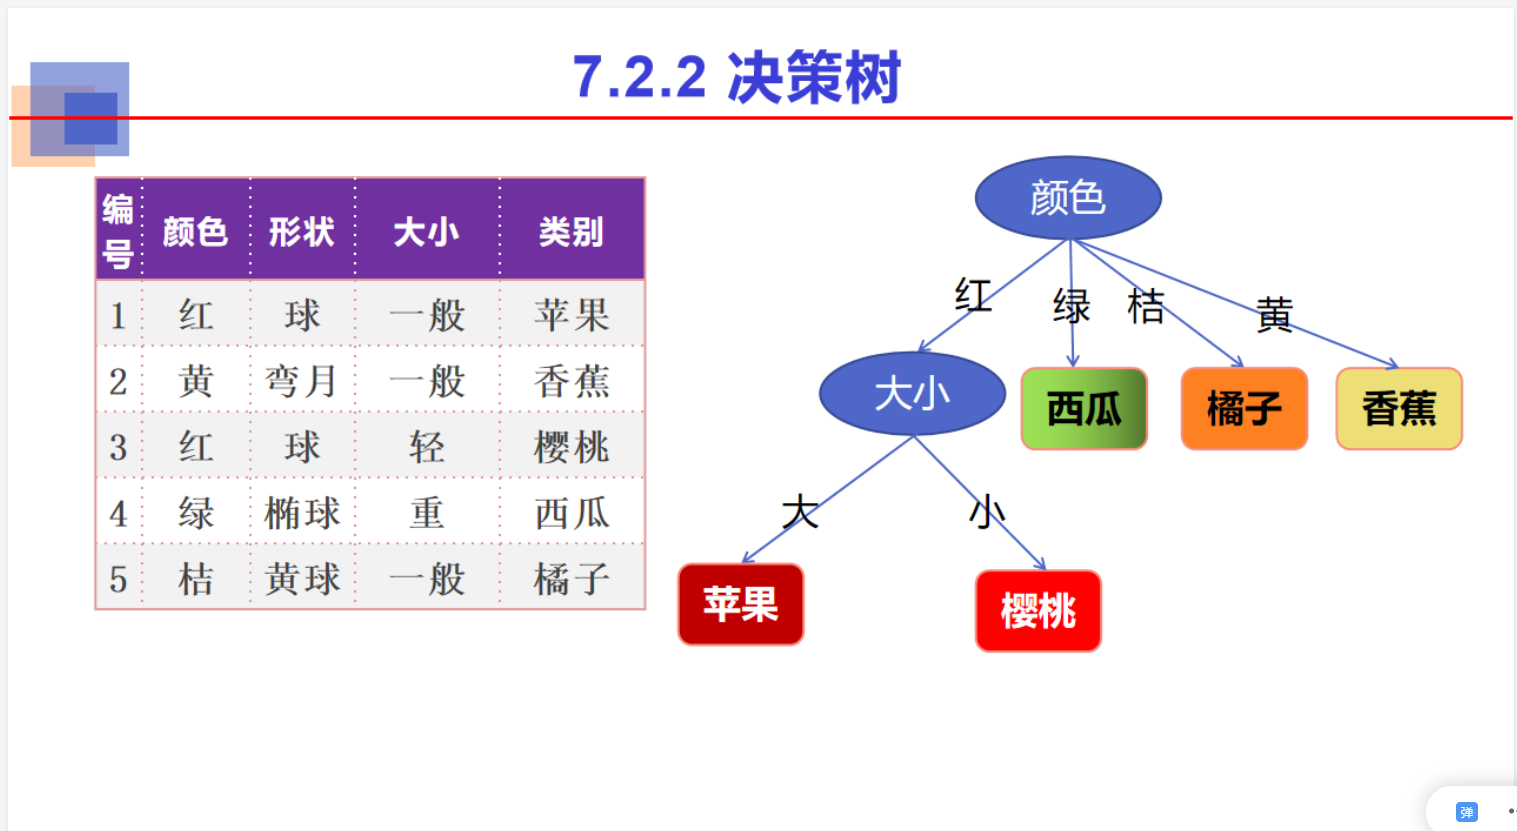 7.2.2 决策树
编号 颜色 形状 大小 类别
1 红 球 一般 苹果
2 黄 弯月 一般 香蕉
3 红 球 轻 樱桃
4 绿 椭球 重 西瓜
5 桔 黄球 一般 橘子
颜色
红 绿 桔 黄
大小 西瓜 橘子 香蕉
大 小
苹果 樱桃
弹